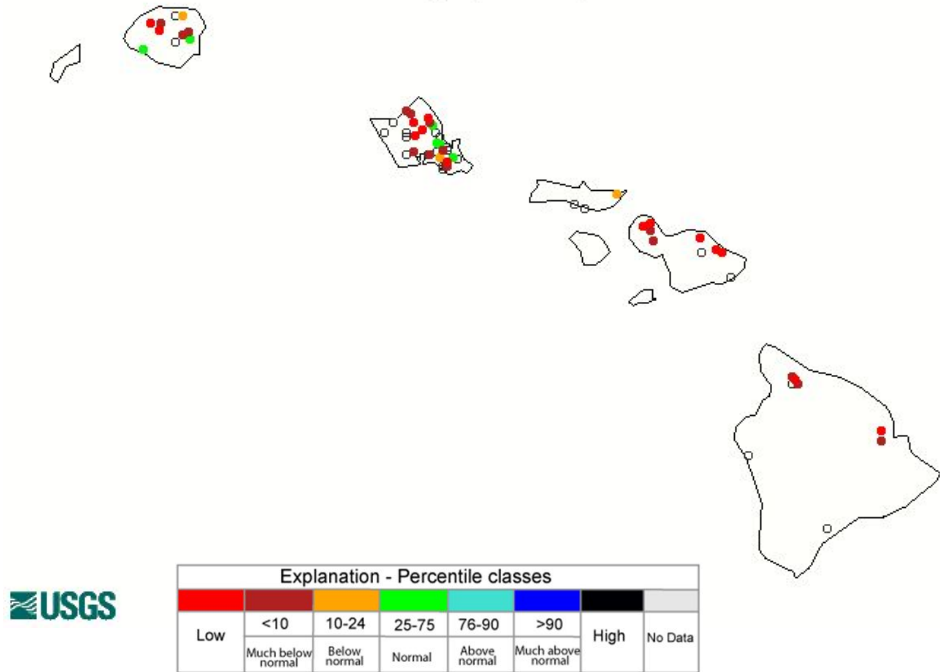 Explanation - Percentile classes
Low <10 10-24 25-75 76-90 >90 High No Data
Much below normal Below normal Normal Above normal Much above normal
USGS